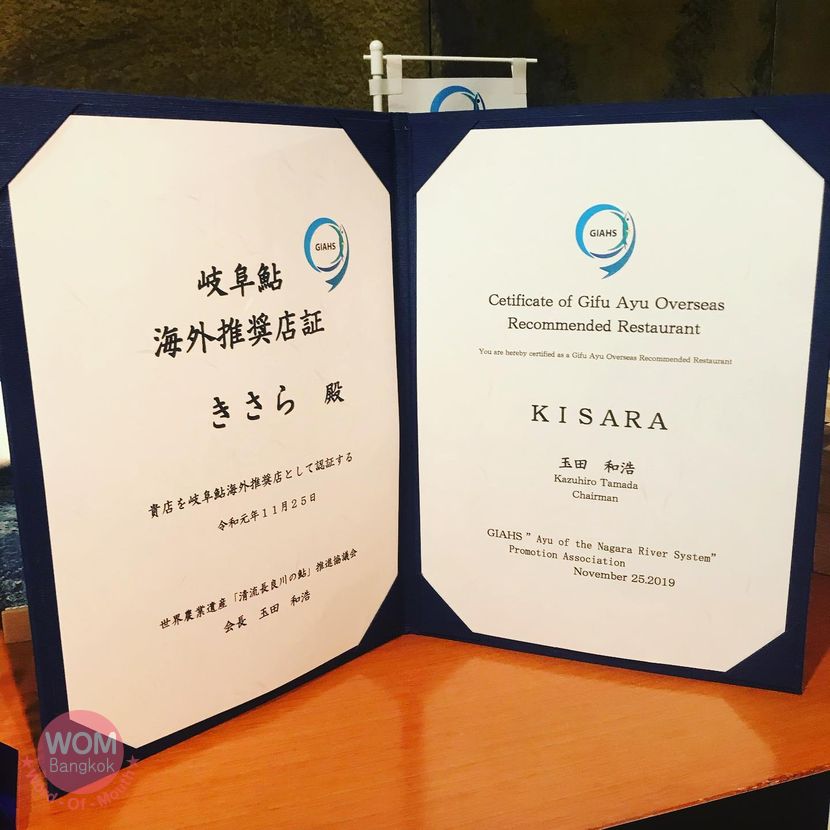 GIAHS
岐阜鮎
海外推奨店証
きさら 殿
貴店を岐阜鮎海外推奨店として認証する
令和元年11月25日
世界農業遺産「清流長良川の鮎」推進協議会
会長 玉田 和浩
GIAHS
Cetificate of Gifu Ayu Overseas
Recommended Restaurant
You are hereby certified as a Gifu Ayu Overseas Recommended Restaurant
KISARA
玉田 和浩
Kazuhiro Tamada
Chairman
GIAHS " Ayu of the Nagara River System"
Promotion Association
November 25.2019
WOM
Bangkok
Word-Of-Mouth